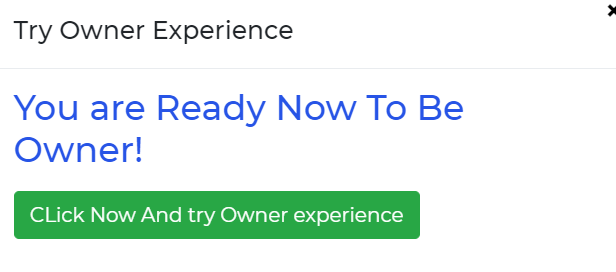 Try Owner Experience
You are Ready Now To Be
Owner!
CLick Now And try Owner experience